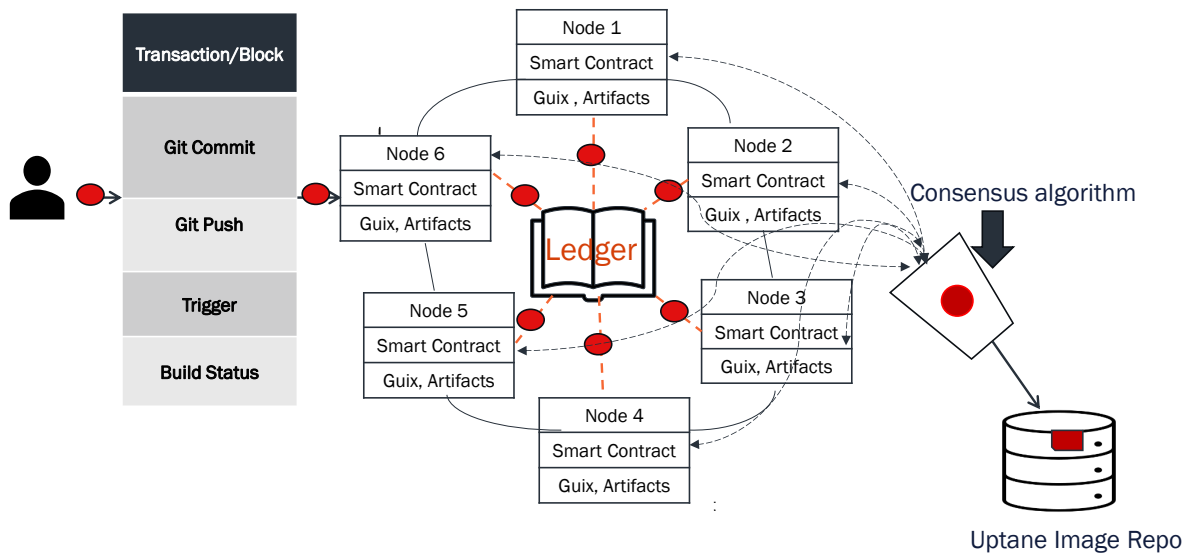 Transaction/Block
Git Commit
Git Push
Trigger
Build Status
Node 1
Smart Contract
Guix , Artifacts
Node 2
Smart Contract
Guix , Artifacts
Node 6
Smart Contract
Guix, Artifacts
Ledger
Consensus algorithm
Node 5
Smart Contract
Guix, Artifacts
Node 3
Smart Contract
Guix, Artifacts
Node 4
Smart Contract
Guix, Artifacts
:
Uptane Image Repo